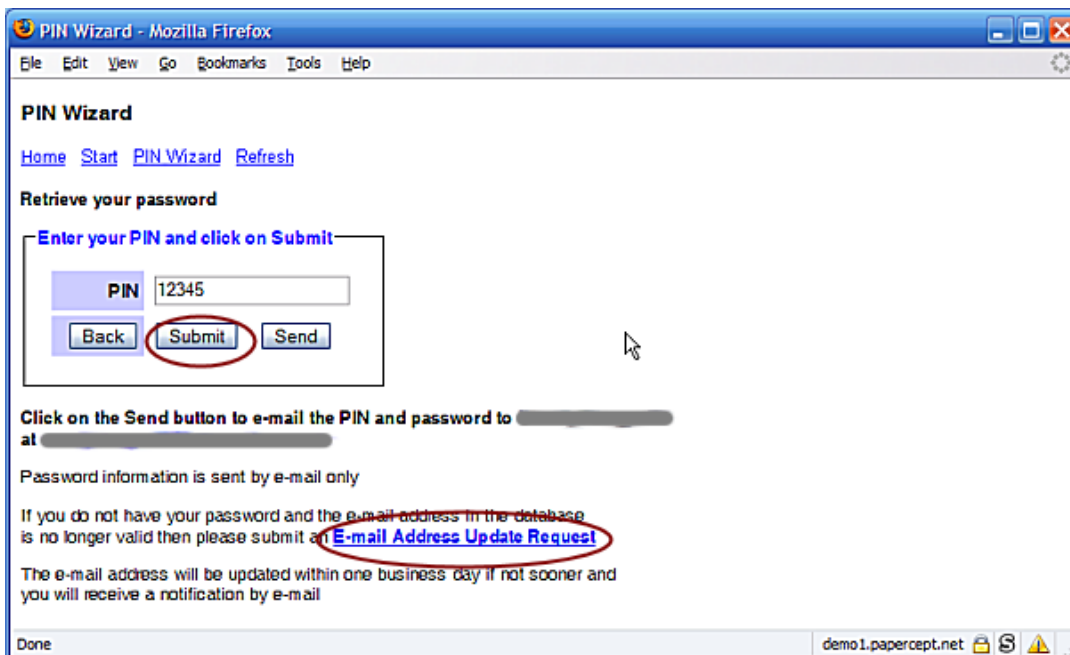 PIN Wizard - Mozilla Firefox
File Edit View Go Bookmarks Tools Help
PIN Wizard
Home Start PIN Wizard Refresh
Retrieve your password
Enter your PIN and click on Submit
PIN 12345
Back Submit Send
Click on the Send button to e-mail the PIN and password to
at
Password information is sent by e-mail only
If you do not have your password and the e-mail address in the database
is no longer valid then please submit an E-mail Address Update Request
The e-mail address will be updated within one business day if not sooner and
you will receive a notification by e-mail
Done demo1.papercept.net S